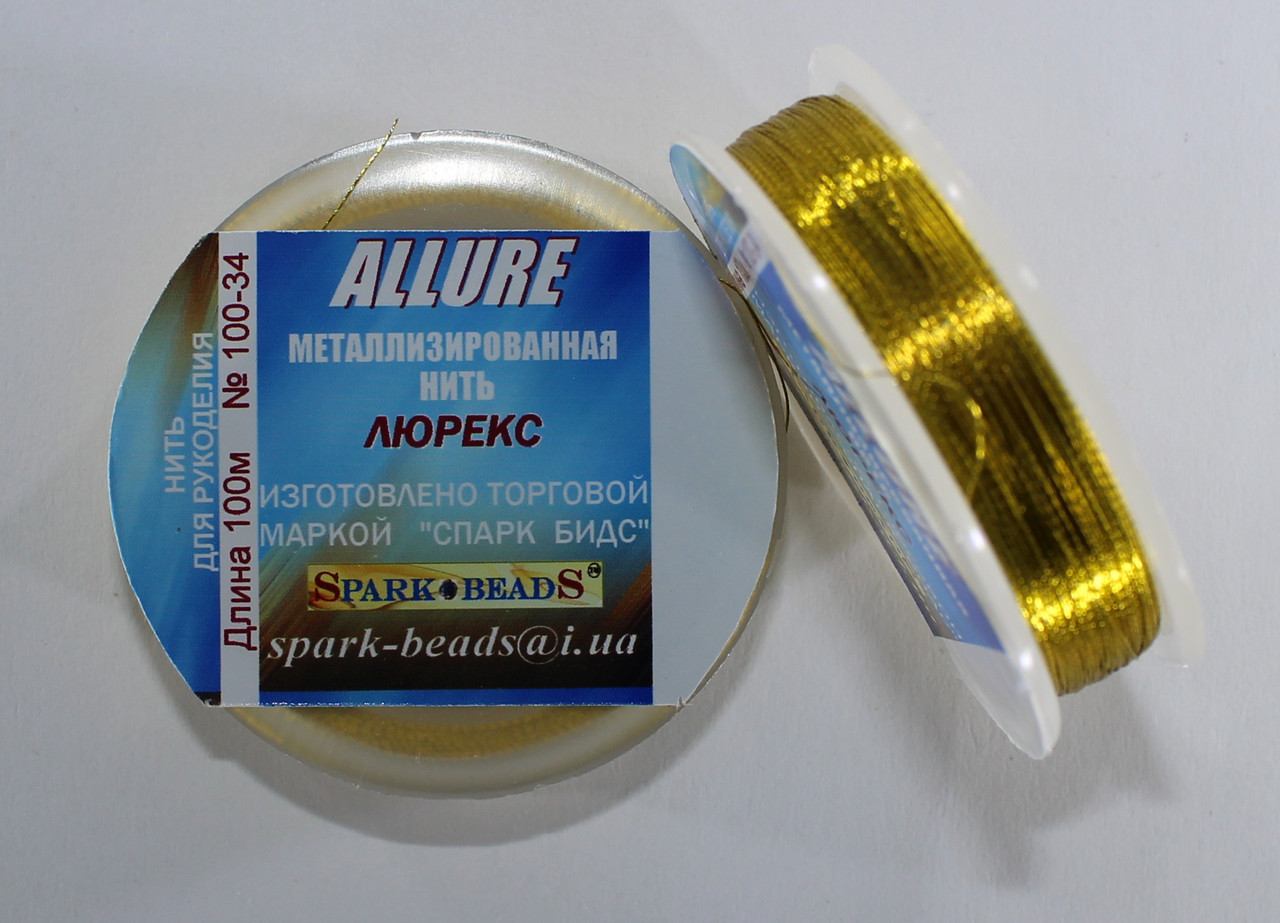 ALLURE
МЕТАЛЛИЗИРОВАННАЯ
НИТЬ
ЛЮРЕКС
ИЗГОТОВЛЕНО ТОРГОВОЙ
МАРКОЙ "СПАРК БИДС"
SPARK BEADS
spark-beads@i.ua
НИТЬ
ДЛЯ РУКОДЕЛИЯ
Длина 100м № 100-34